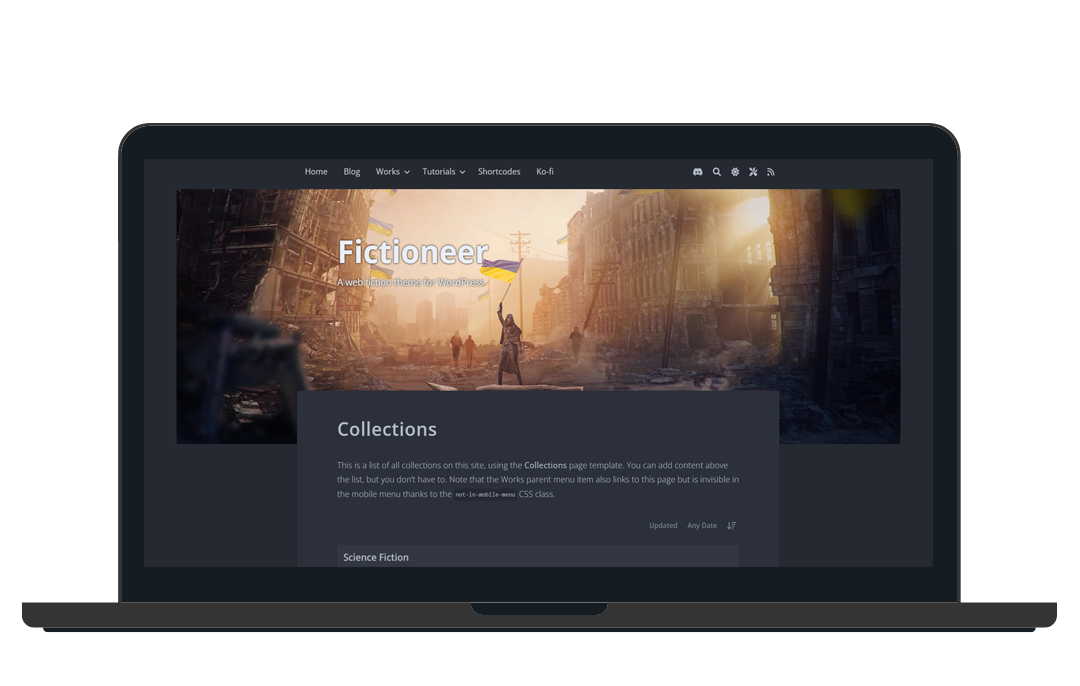 Home Blog Works Tutorials Shortcodes Ko-fi
Fictioneer
A web fiction theme for WordPress.
Collections
This is a list of all collections on this site, using the Collections page template. You can add content above
the list, but you don't have to. Note that the Works parent menu item also links to this page but is invisible in
the mobile menu thanks to the not-in-mobile-menu CSS class.
Updated Any Date
Science Fiction